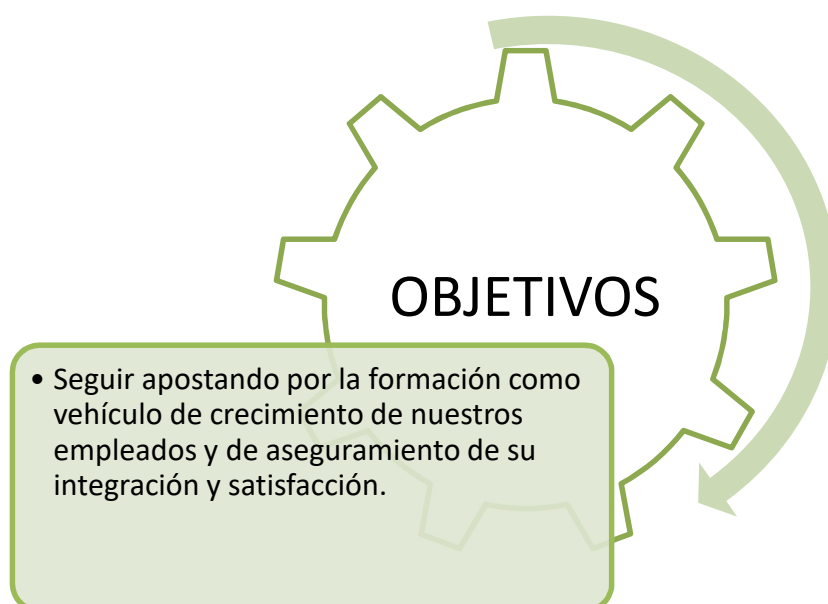 OBJETIVOS
• Seguir apostando por la formación como
vehículo de crecimiento de nuestros
empleados y de aseguramiento de su
integración y satisfacción.